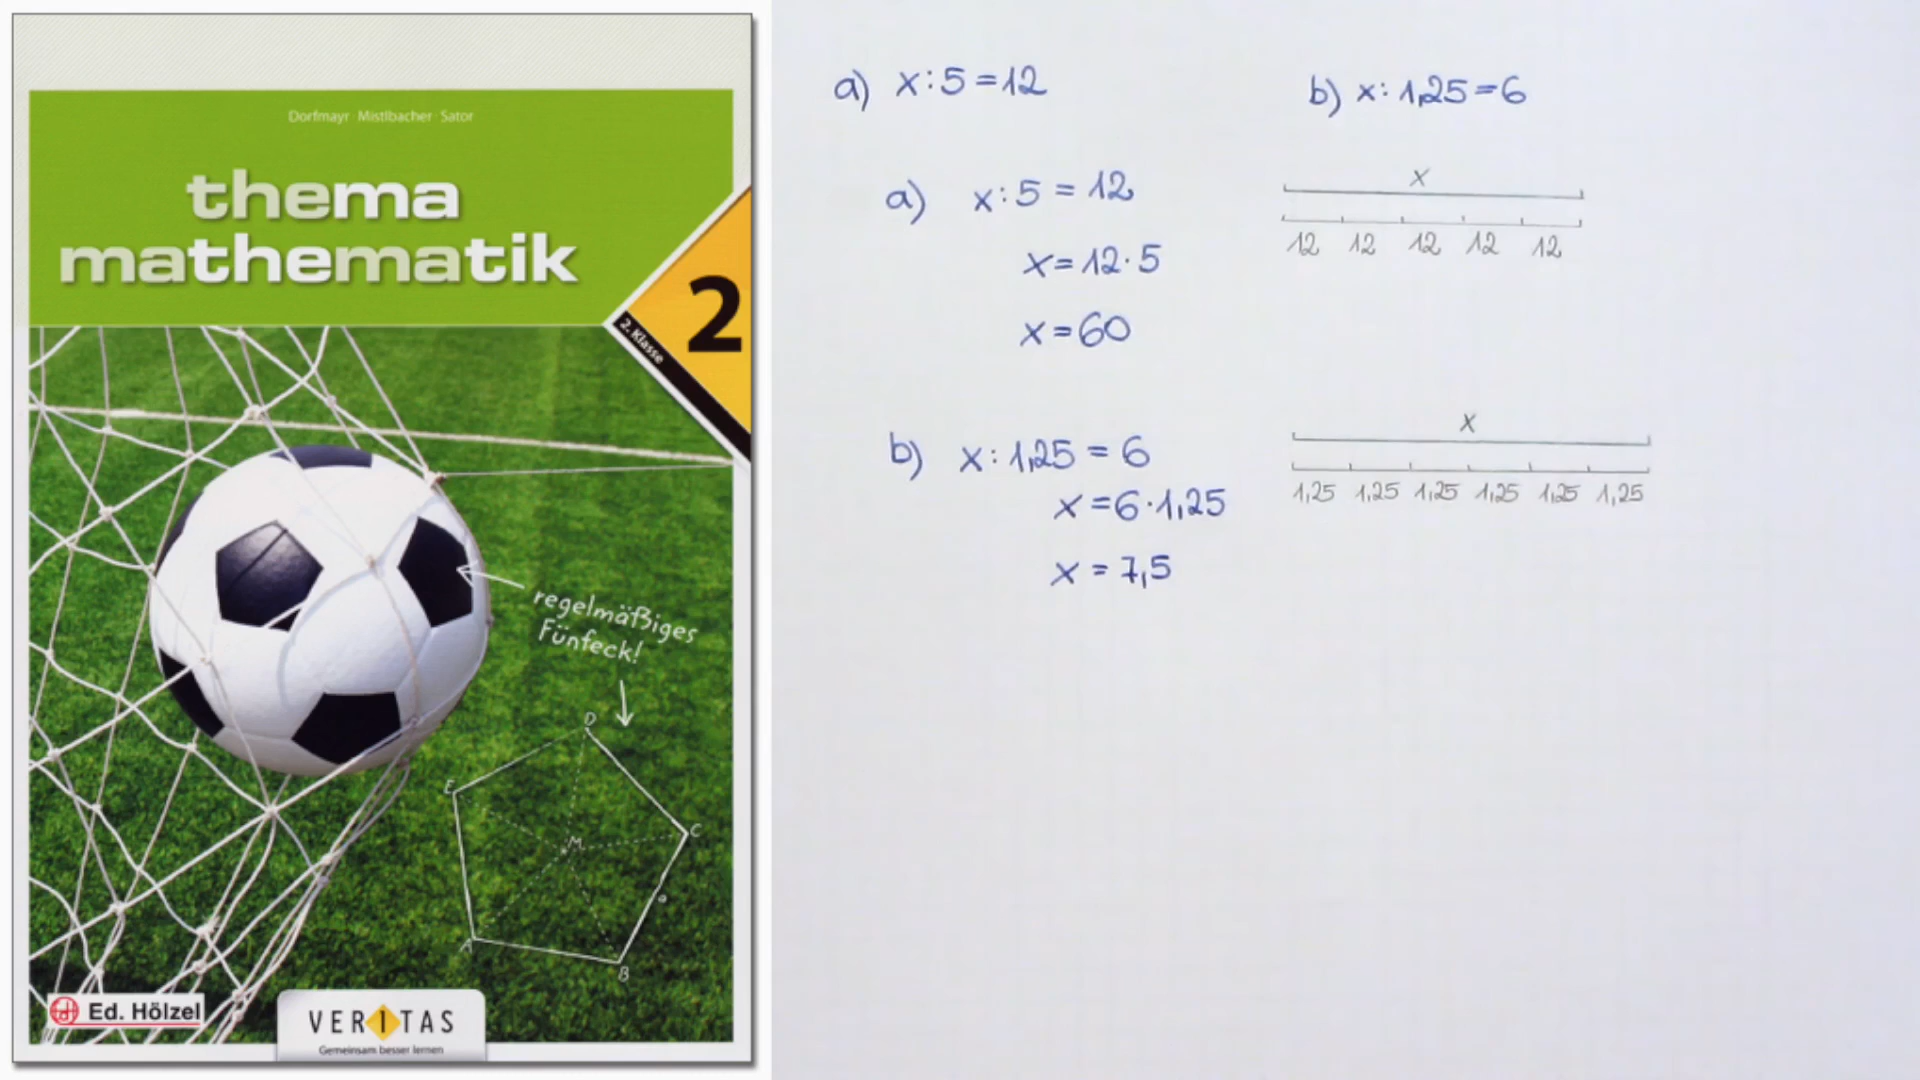 Dorfmayr · Mistlbacher · Sator
thema
mathematik
2
2. Klasse
regelmäßiges
Fünfeck!
D
E
C
M
a
A
B
Ed. Hölzel
VERITAS
Gemeinsam besser lernen
a) x:5=12
b) x:1,25=6
a) x:5=12
x=12·5
x=60
x
12 12 12 12 12
b) x:1,25=6
x=6·1,25
x=7,5
x
1,25 1,25 1,25 1,25 1,25 1,25